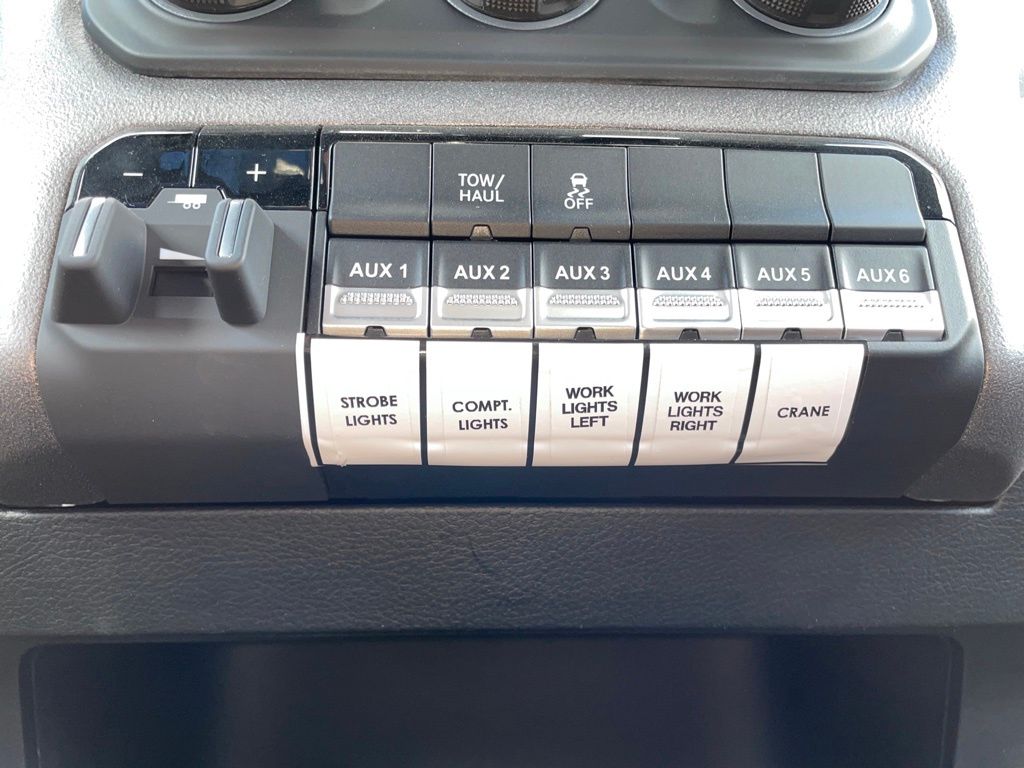 - +
TOW/
HAUL
OFF
AUX 1 AUX 2 AUX 3 AUX 4 AUX 5 AUX 6
STROBE
LIGHTS
COMPT.
LIGHTS
WORK
LIGHTS
LEFT
WORK
LIGHTS
RIGHT
CRANE